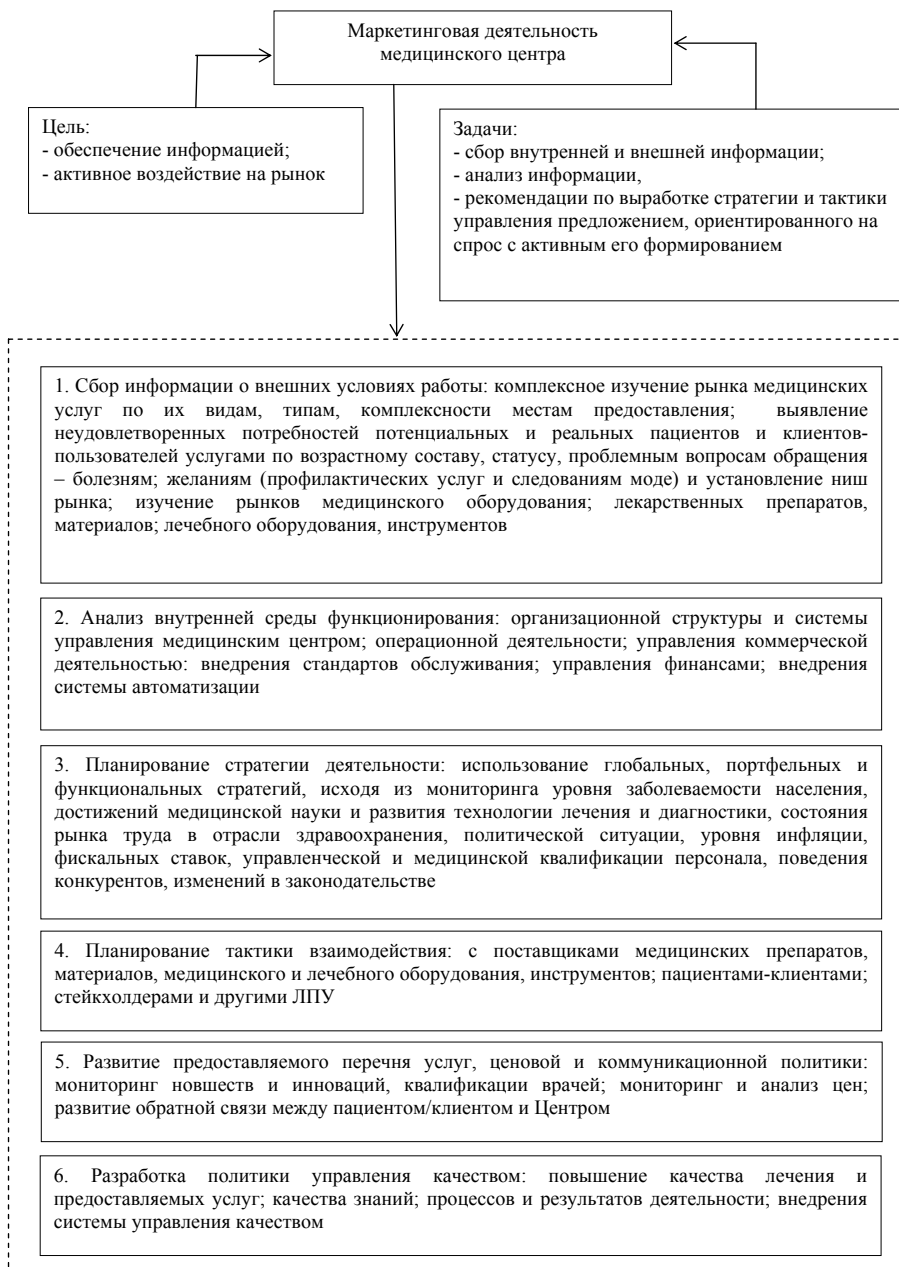 Маркетинговая деятельность
медицинского центра
Цель:
- обеспечение информацией;
- активное воздействие на рынок
Задачи:
- сбор внутренней и внешней информации;
- анализ информации,
- рекомендации по выработке стратегии и тактики
управления предложением, ориентированного на
спрос с активным его формированием
1. Сбор информации о внешних условиях работы: комплексное изучение рынка медицинских
услуг по их видам, типам, комплексности местам предоставления; выявление
неудовлетворенных потребностей потенциальных и реальных пациентов и клиентов-
пользователей услугами по возрастному составу, статусу, проблемным вопросам обращения
– болезням; желаниям (профилактических услуг и следованиям моде) и установление ниш
рынка; изучение рынков медицинского оборудования; лекарственных препаратов,
материалов; лечебного оборудования, инструментов
2. Анализ внутренней среды функционирования: организационной структуры и системы
управления медицинским центром; операционной деятельности; управления коммерческой
деятельностью: внедрения стандартов обслуживания; управления финансами; внедрения
системы автоматизации
3. Планирование стратегии деятельности: использование глобальных, портфельных и
функциональных стратегий, исходя из мониторинга уровня заболеваемости населения,
достижений медицинской науки и развития технологии лечения и диагностики, состояния
рынка труда в отрасли здравоохранения, политической ситуации, уровня инфляции,
фискальных ставок, управленческой и медицинской квалификации персонала, поведения
конкурентов, изменений в законодательстве
4. Планирование тактики взаимодействия: с поставщиками медицинских препаратов,
материалов, медицинского и лечебного оборудования, инструментов; пациентами-клиентами;
стейкхолдерами и другими ЛПУ
5. Развитие предоставляемого перечня услуг, ценовой и коммуникационной политики:
мониторинг новшеств и инноваций, квалификации врачей; мониторинг и анализ цен;
развитие обратной связи между пациентом/клиентом и Центром
6. Разработка политики управления качеством: повышение качества лечения и
предоставляемых услуг; качества знаний; процессов и результатов деятельности; внедрения
системы управления качеством